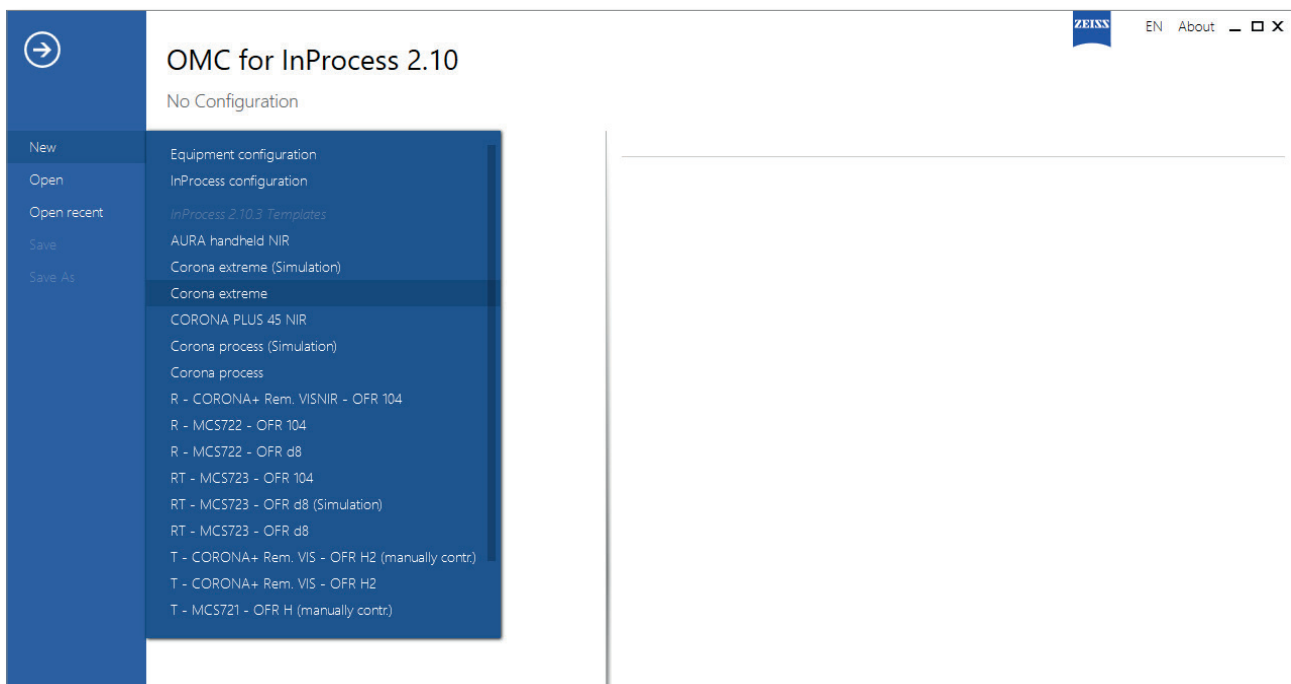 ZEISS
EN About
OMC for InProcess 2.10
No Configuration
New
Open
Open recent
Save
Save As
Equipment configuration
InProcess configuration
InProcess 2.10.3 Templates
AURA handheld NIR
Corona extreme (Simulation)
Corona extreme
CORONA PLUS 45 NIR
Corona process (Simulation)
Corona process
R - CORONA+ Rem. VISNIR - OFR 104
R - MCS722 - OFR 104
R - MCS722 - OFR d8
RT - MCS723 - OFR 104
RT - MCS723 - OFR d8 (Simulation)
RT - MCS723 - OFR d8
T - CORONA+ Rem. VIS - OFR H2 (manually contr.)
T - CORONA+ Rem. VIS - OFR H2
T - MCS721 - OFR H (manually contr.)